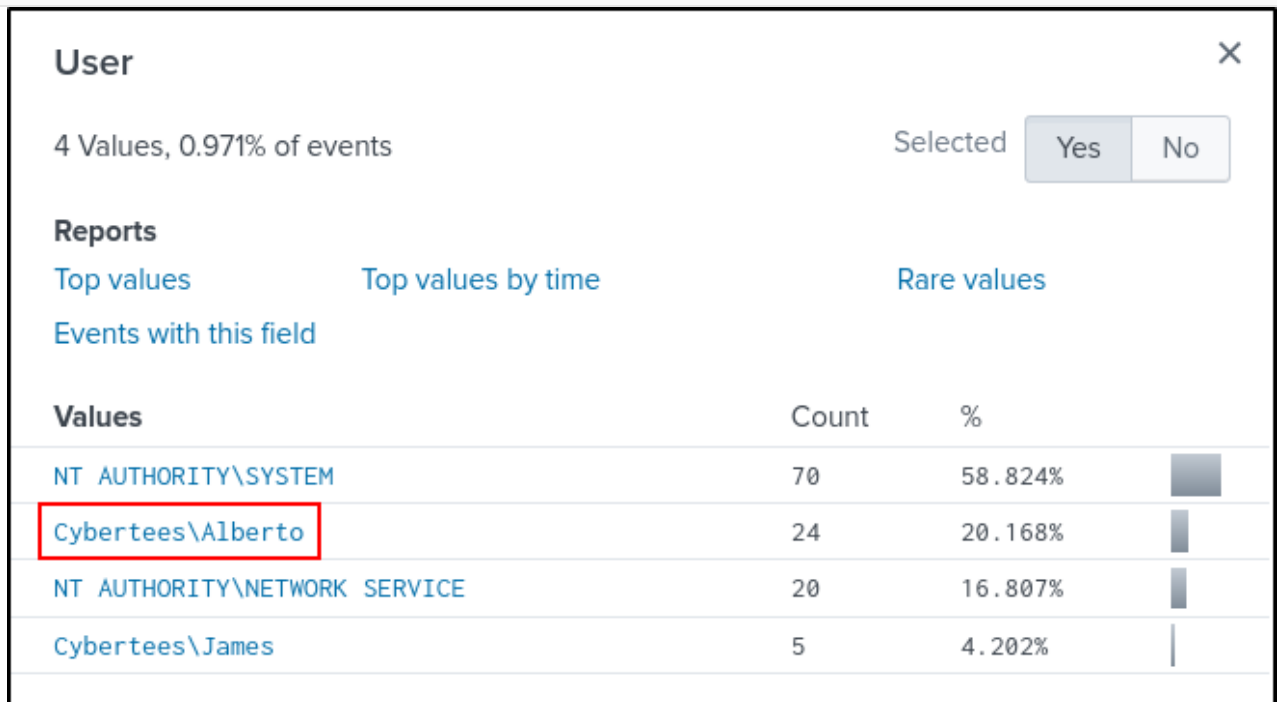 User ×
4 Values, 0.971% of events Selected Yes No
Reports
Top values Top values by time Rare values
Events with this field
Values Count %
NT AUTHORITY\SYSTEM 70 58.824%
Cybertees\Alberto 24 20.168%
NT AUTHORITY\NETWORK SERVICE 20 16.807%
Cybertees\James 5 4.202%